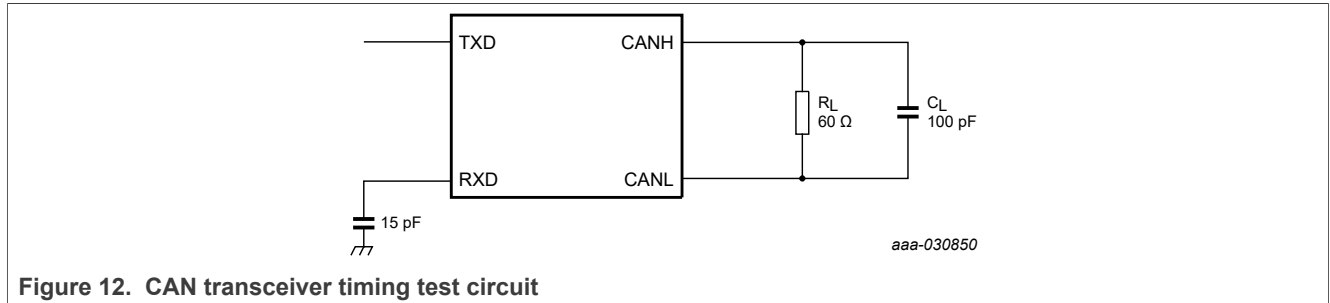 TXD
CANH
RL
60 Ω
CL
100 pF
RXD
CANL
15 pF
aaa-030850
Figure 12. CAN transceiver timing test circuit